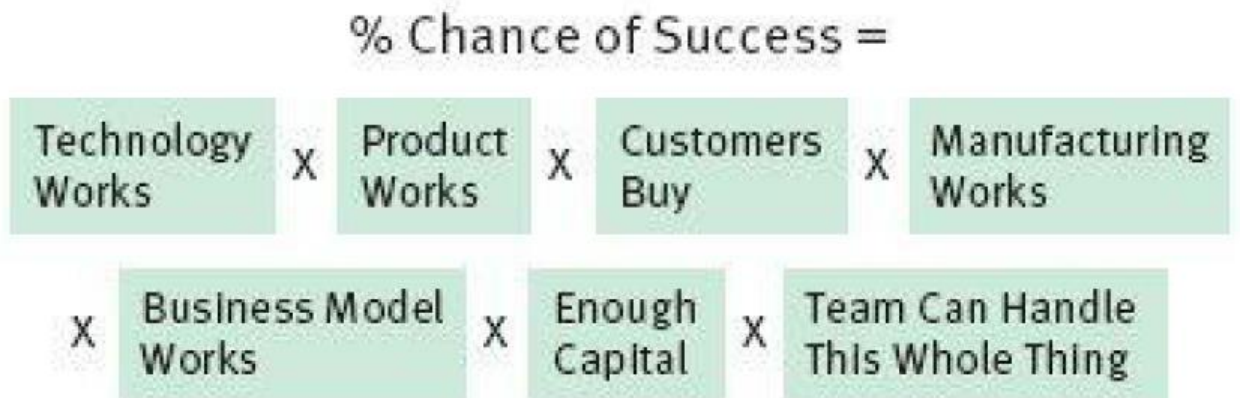 % Chance of Success =
Technology Works X Product Works X Customers Buy X Manufacturing Works
X Business Model Works X Enough Capital X Team Can Handle This Whole Thing